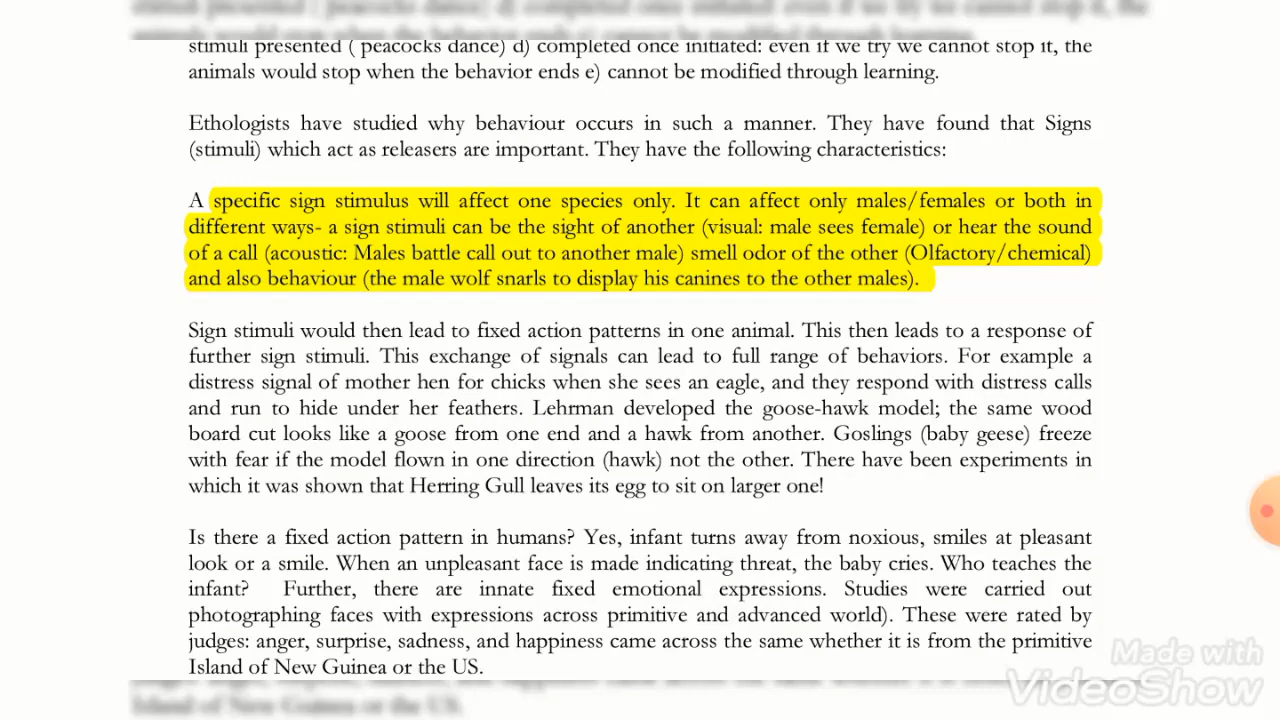 stimuli presented ( peacocks dance) d) completed once initiated: even if we try we cannot stop it, the
animals would stop when the behavior ends e) cannot be modified through learning.
Ethologists have studied why behaviour occurs in such a manner. They have found that Signs
(stimuli) which act as releasers are important. They have the following characteristics:
A specific sign stimulus will affect one species only. It can affect only males/females or both in
different ways- a sign stimuli can be the sight of another (visual: male sees female) or hear the sound
of a call (acoustic: Males battle call out to another male) smell odor of the other (Olfactory/chemical)
and also behaviour (the male wolf snarls to display his canines to the other males).
Sign stimuli would then lead to fixed action patterns in one animal. This then leads to a response of
further sign stimuli. This exchange of signals can lead to full range of behaviors. For example a
distress signal of mother hen for chicks when she sees an eagle, and they respond with distress calls
and run to hide under her feathers. Lehrman developed the goose-hawk model; the same wood
board cut looks like a goose from one end and a hawk from another. Goslings (baby geese) freeze
with fear if the model flown in one direction (hawk) not the other. There have been experiments in
which it was shown that Herring Gull leaves its egg to sit on larger one!
Is there a fixed action pattern in humans? Yes, infant turns away from noxious, smiles at pleasant
look or a smile. When an unpleasant face is made indicating threat, the baby cries. Who teaches the
infant? Further, there are innate fixed emotional expressions. Studies were carried out
photographing faces with expressions across primitive and advanced world). These were rated by
judges: anger, surprise, sadness, and happiness came across the same whether it is from the primitive
Island of New Guinea or the US.
Made with
VideoShow
Island of New Guinea or the US.